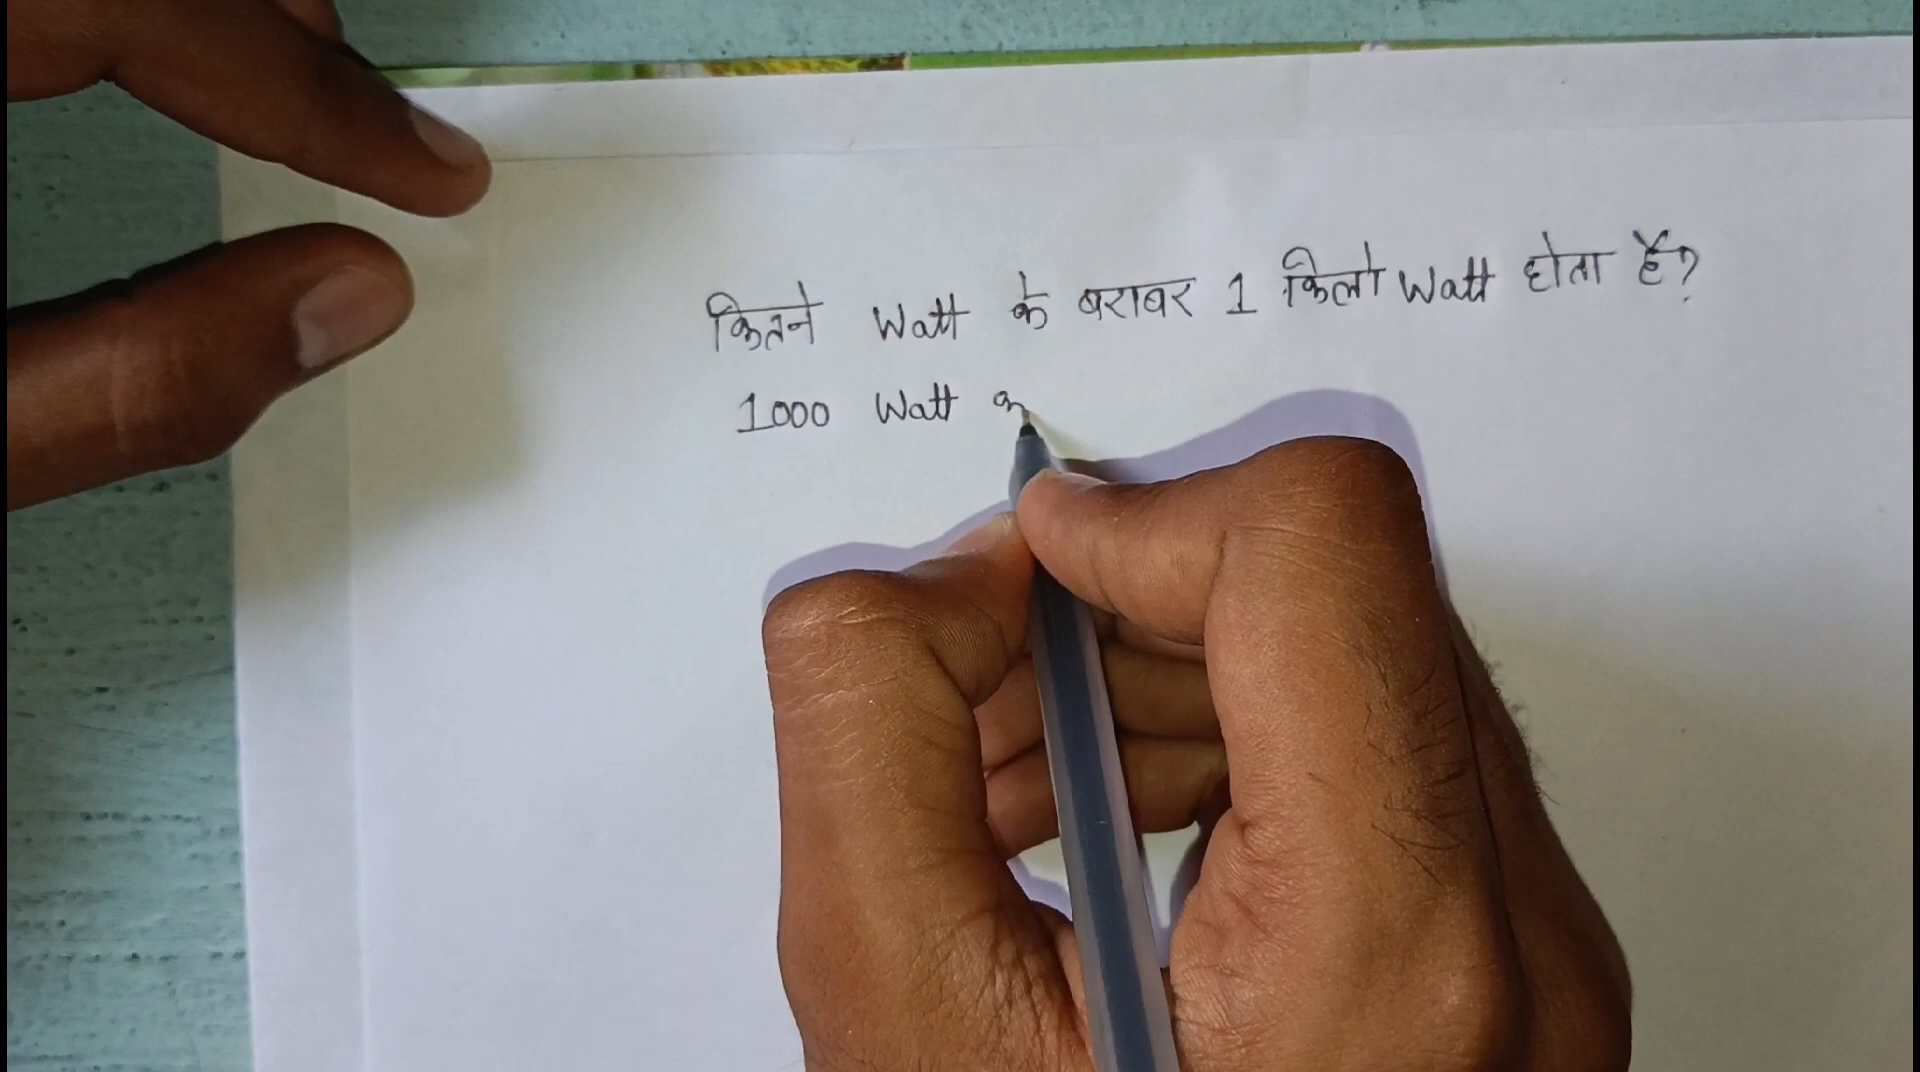 कितने Watt के बराबर 1 किलो Watt होता है?
1000 Watt